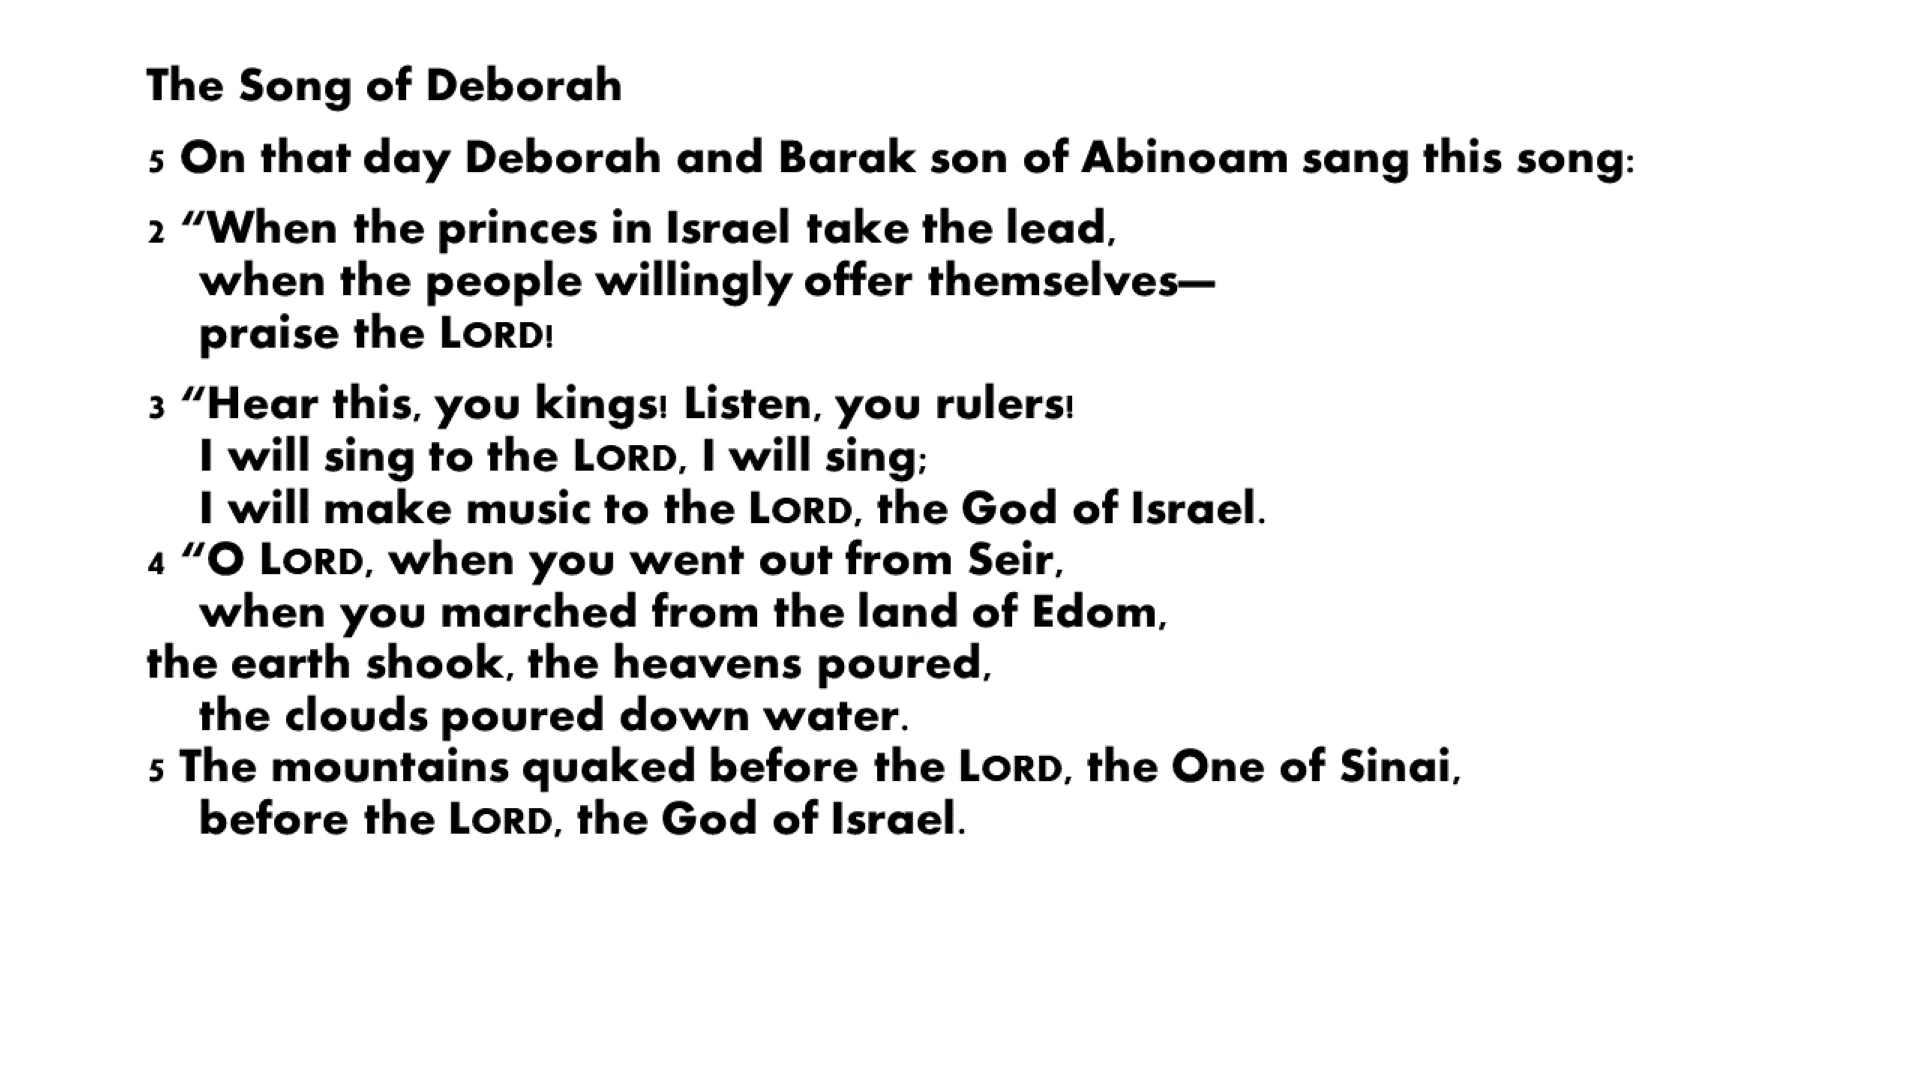 The Song of Deborah
5 On that day Deborah and Barak son of Abinoam sang this song:
2 “When the princes in Israel take the lead,
when the people willingly offer themselves—
praise the LORD!
3 “Hear this, you kings! Listen, you rulers!
I will sing to the LORD, I will sing;
I will make music to the LORD, the God of Israel.
4 “O LORD, when you went out from Seir,
when you marched from the land of Edom,
the earth shook, the heavens poured,
the clouds poured down water.
5 The mountains quaked before the LORD, the One of Sinai,
before the LORD, the God of Israel.